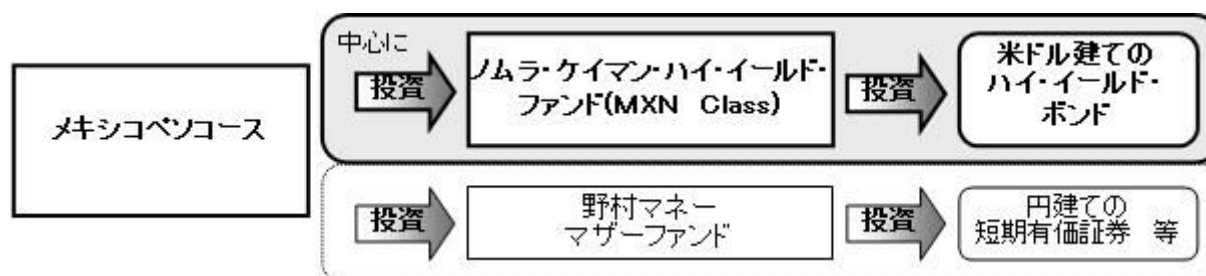 メキシコペソコース
中心に
投資
ノムラ・ケイマン・ハイ・イールド・
ファンド(MXN Class)
投資
米ドル建ての
ハイ・イールド・
ボンド
投資
野村マネー
マザーファンド
投資
円建ての
短期有価証券 等